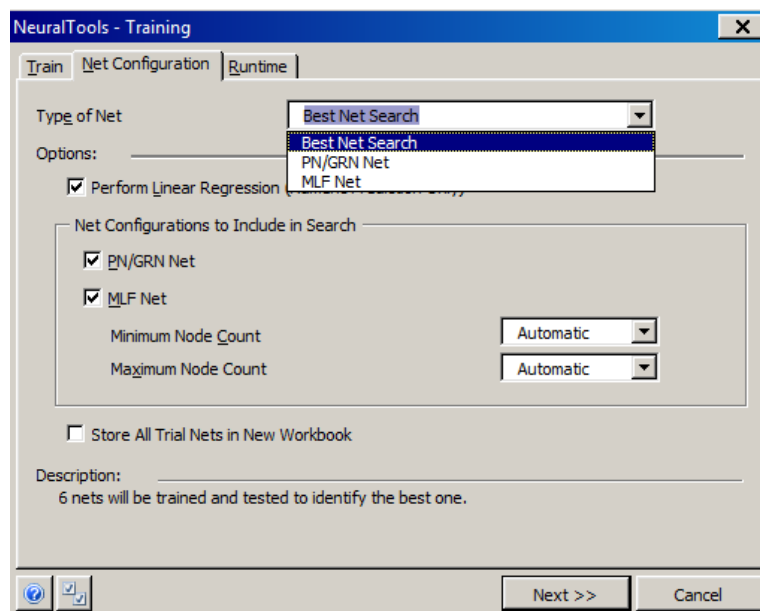 NeuralTools - Training
Train Net Configuration Runtime
Type of Net Best Net Search
Best Net Search
PN/GRN Net
MLF Net
Options:
Perform Linear Regression
Net Configurations to Include in Search
PN/GRN Net
MLF Net
Minimum Node Count Automatic
Maximum Node Count Automatic
Store All Trial Nets in New Workbook
Description:
6 nets will be trained and tested to identify the best one.
Next >> Cancel